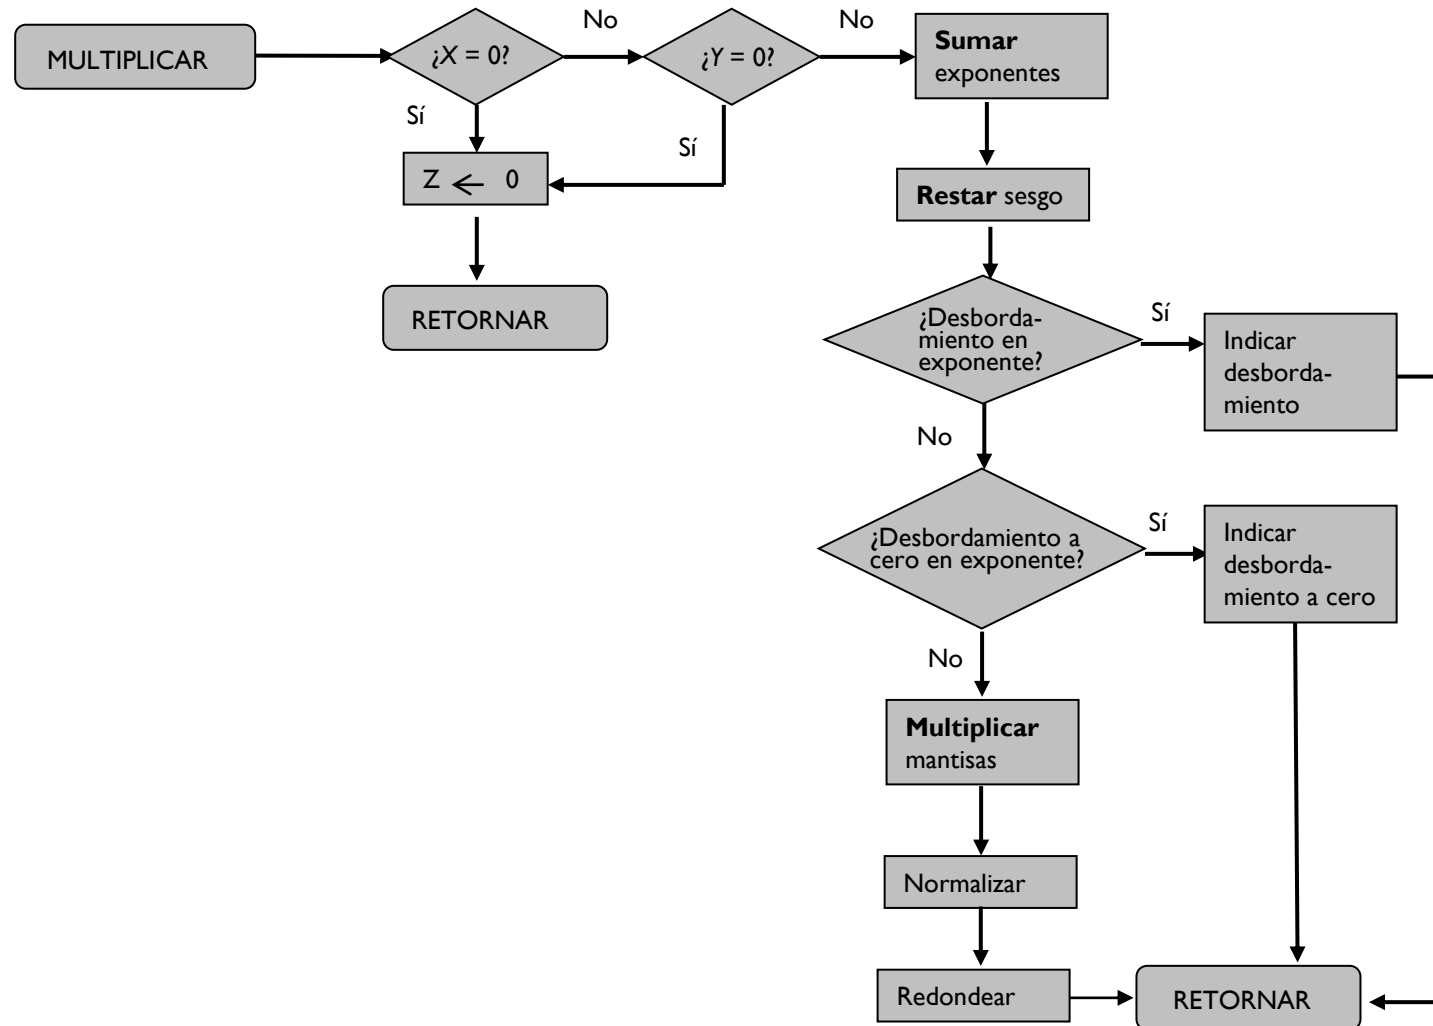 MULTIPLICAR
¿X = 0?
No
¿Y = 0?
No
Sumar
exponentes
Sí
Sí
Z ← 0
Restar sesgo
RETORNAR
¿Desborda-
miento en
exponente?
Sí
Indicar
desborda-
miento
No
¿Desbordamiento a
cero en exponente?
Sí
Indicar
desborda-
miento a cero
No
Multiplicar
mantisas
Normalizar
Redondear
RETORNAR